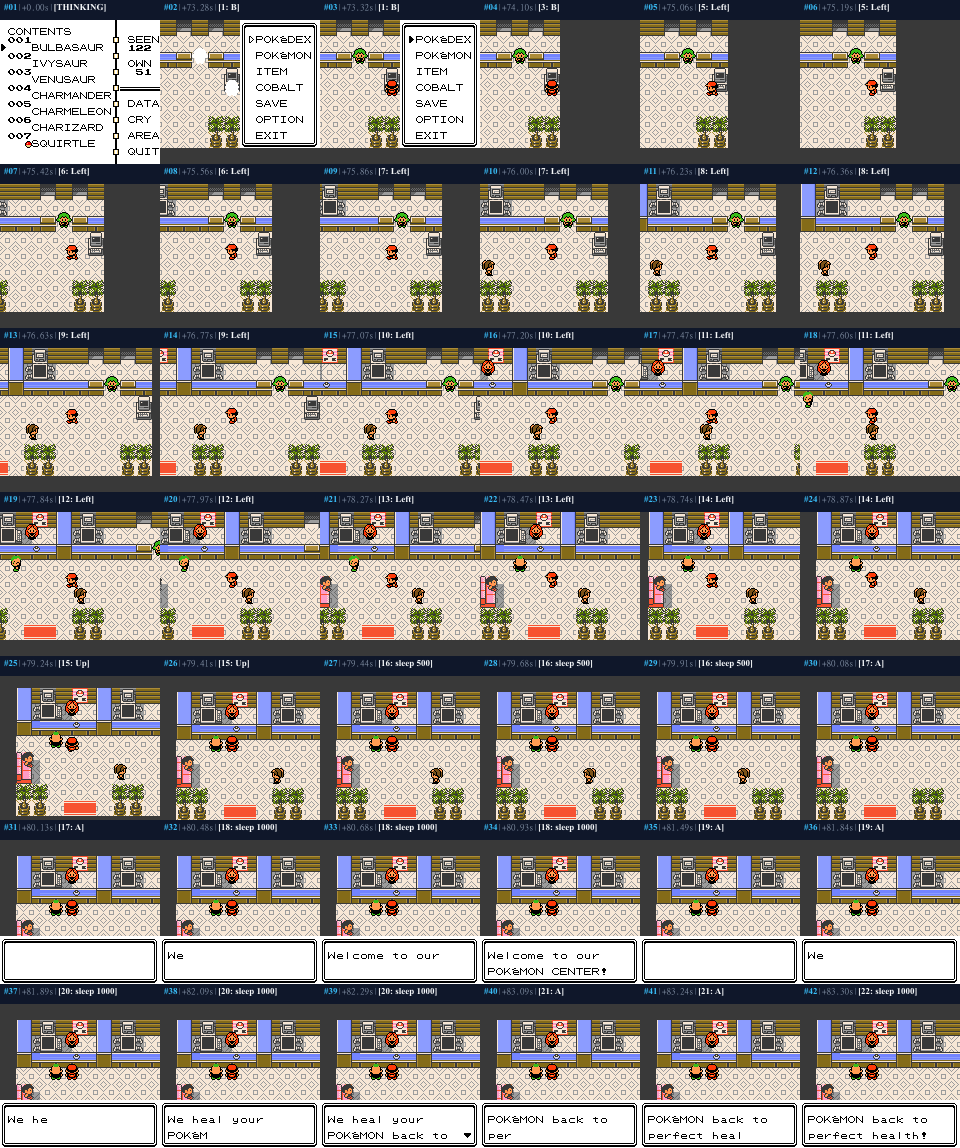 #01|+0.00s| [THINKING]
#02|+73.28s| [1: B]
#03|+73.32s| [1: B]
#04|+74.10s| [3: B]
#05|+75.06s| [5: Left]
#06|+75.19s| [5: Left]
CONTENTS
001
BULBASAUR
002
IVYSAUR
003
VENUSAUR
004
CHARMANDER
005
CHARMELEON
006
CHARIZARD
007
SQUIRTLE
SEEN
122
OWN
51
DATA
CRY
AREA
QUIT
POKéDEX
POKéMON
ITEM
COBALT
SAVE
OPTION
EXIT
POKéDEX
POKéMON
ITEM
COBALT
SAVE
OPTION
EXIT
#07|+75.42s| [6: Left]
#08|+75.56s| [6: Left]
#09|+75.86s| [7: Left]
#10|+76.00s| [7: Left]
#11|+76.23s| [8: Left]
#12|+76.36s| [8: Left]
#13|+76.63s| [9: Left]
#14|+76.77s| [9: Left]
#15|+77.07s| [10: Left]
#16|+77.20s| [10: Left]
#17|+77.47s| [11: Left]
#18|+77.60s| [11: Left]
#19|+77.84s| [12: Left]
#20|+77.97s| [12: Left]
#21|+78.27s| [13: Left]
#22|+78.47s| [13: Left]
#23|+78.74s| [14: Left]
#24|+78.87s| [14: Left]
#25|+79.24s| [15: Up]
#26|+79.41s| [15: Up]
#27|+79.44s| [16: sleep 500]
#28|+79.68s| [16: sleep 500]
#29|+79.91s| [16: sleep 500]
#30|+80.08s| [17: A]
#31|+80.13s| [17: A]
#32|+80.48s| [18: sleep 1000]
#33|+80.68s| [18: sleep 1000]
#34|+80.93s| [18: sleep 1000]
#35|+81.49s| [19: A]
#36|+81.84s| [19: A]
We
Welcome to our
Welcome to our
POKéMON CENTER!
We
#37|+81.89s| [20: sleep 1000]
#38|+82.09s| [20: sleep 1000]
#39|+82.29s| [20: sleep 1000]
#40|+83.09s| [21: A]
#41|+83.24s| [21: A]
#42|+83.30s| [22: sleep 1000]
We he
We heal your
POKéM
We heal your
POKéMON back to
POKéMON back to
per
POKéMON back to
perfect heal
POKéMON back to
perfect health!